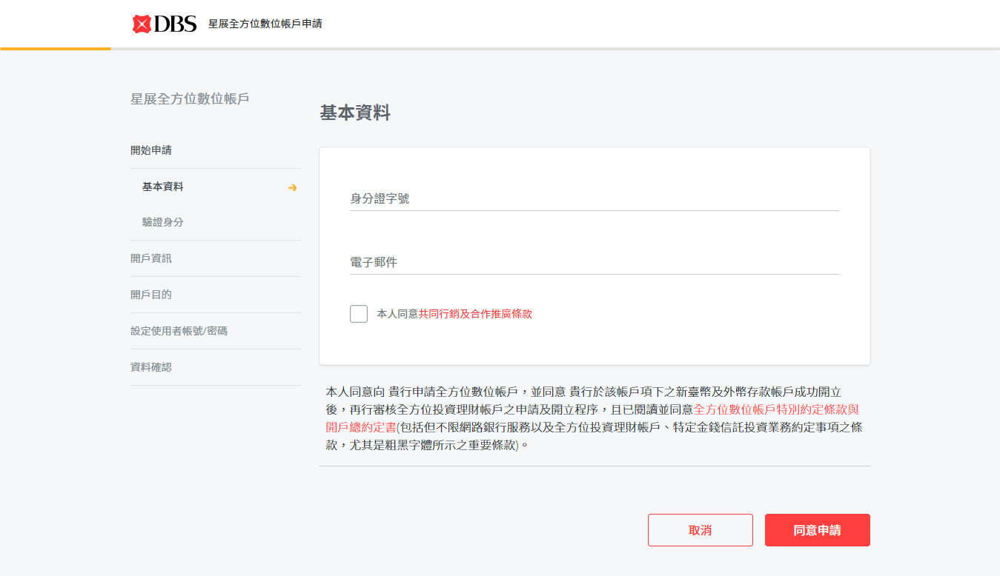 DBS 星展全方位數位帳戶申請
星展全方位數位帳戶
開始申請
基本資料
驗證身分
開戶資訊
開戶目的
設定使用者帳號/密碼
資料確認
基本資料
身分證字號
電子郵件
本人同意共同行銷及合作推廣條款
本人同意向 貴行申請全方位數位帳戶，並同意 貴行於該帳戶項下之新臺幣及外幣存款帳戶成功開立
後，再行審核全方位投資理財帳戶之申請及開立程序，且已閱讀並同意全方位數位帳戶特別約定條款與
開戶總約定書(包括但不限網路銀行服務以及全方位投資理財帳戶、特定金錢信託投資業務約定事項之條
款，尤其是粗黑字體所示之重要條款)。
取消
同意申請